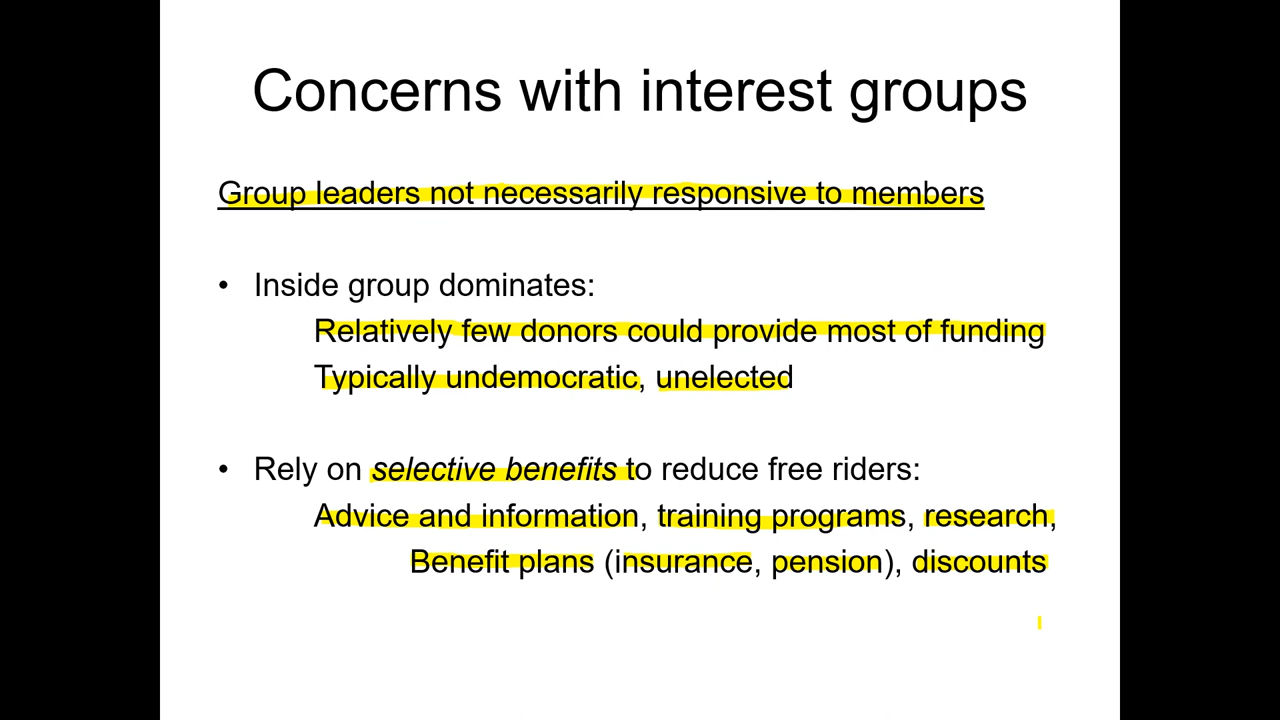 Concerns with interest groups
Group leaders not necessarily responsive to members
• Inside group dominates:
Relatively few donors could provide most of funding
Typically undemocratic, unelected
• Rely on selective benefits to reduce free riders:
Advice and information, training programs, research,
Benefit plans (insurance, pension), discounts